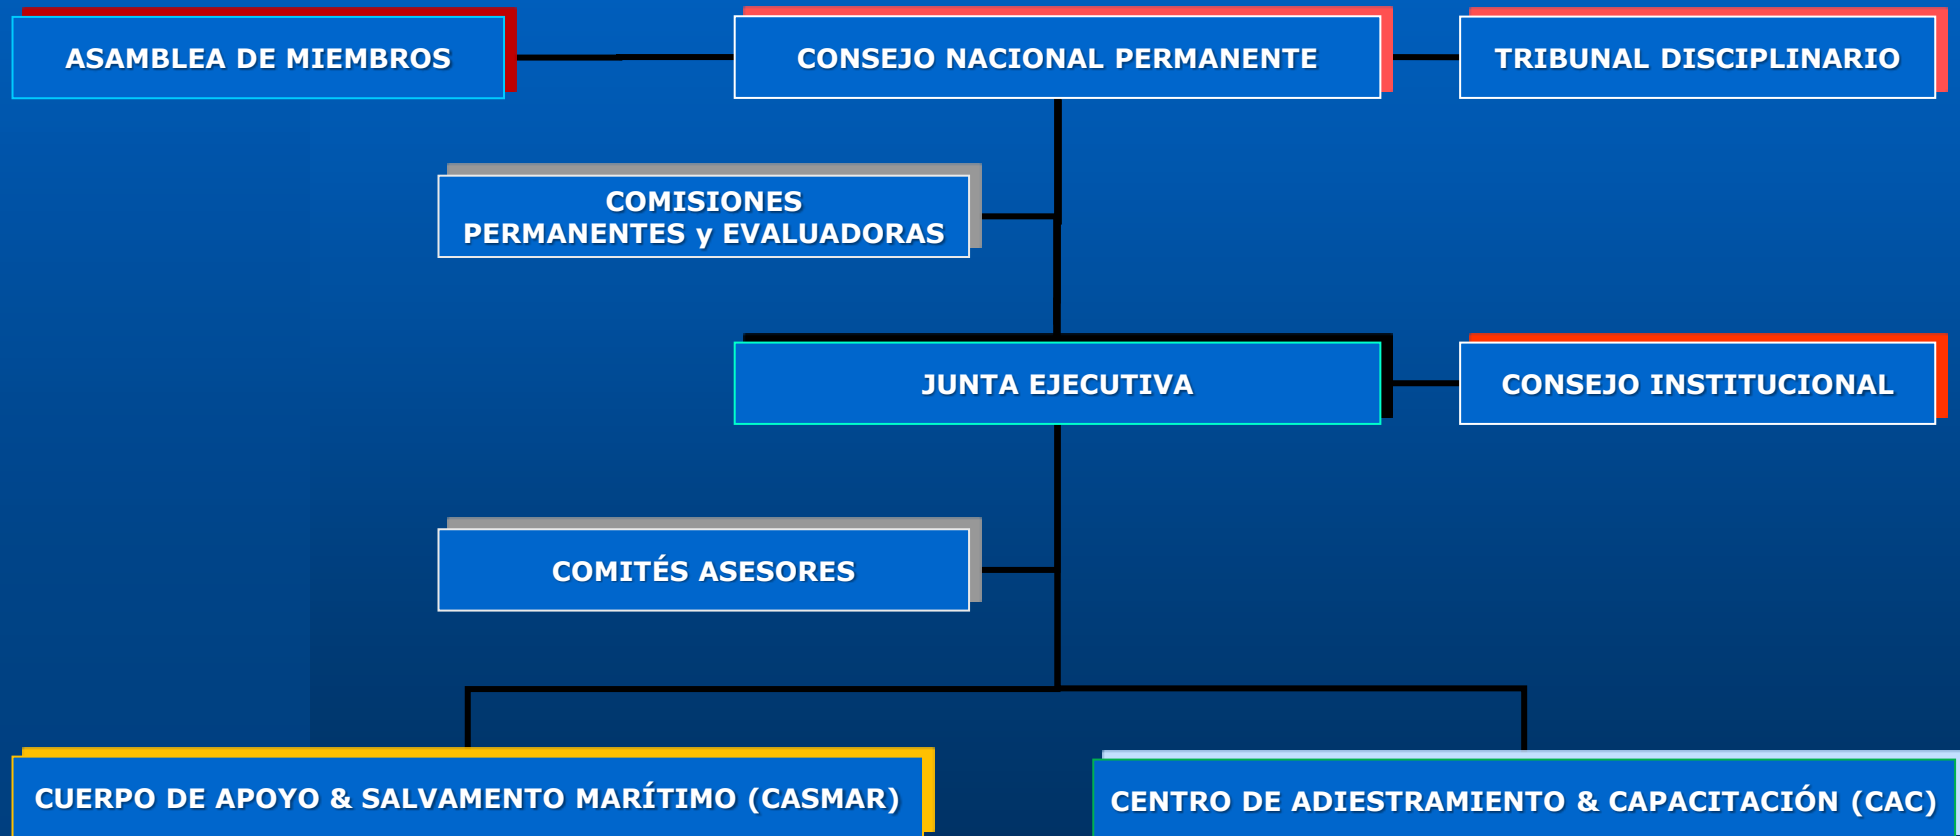 ASAMBLEA DE MIEMBROS
CONSEJO NACIONAL PERMANENTE
TRIBUNAL DISCIPLINARIO
COMISIONES
PERMANENTES y EVALUADORAS
JUNTA EJECUTIVA
CONSEJO INSTITUCIONAL
COMITÉS ASESORES
CUERPO DE APOYO & SALVAMENTO MARÍTIMO (CASMAR)
CENTRO DE ADIESTRAMIENTO & CAPACITACIÓN (CAC)